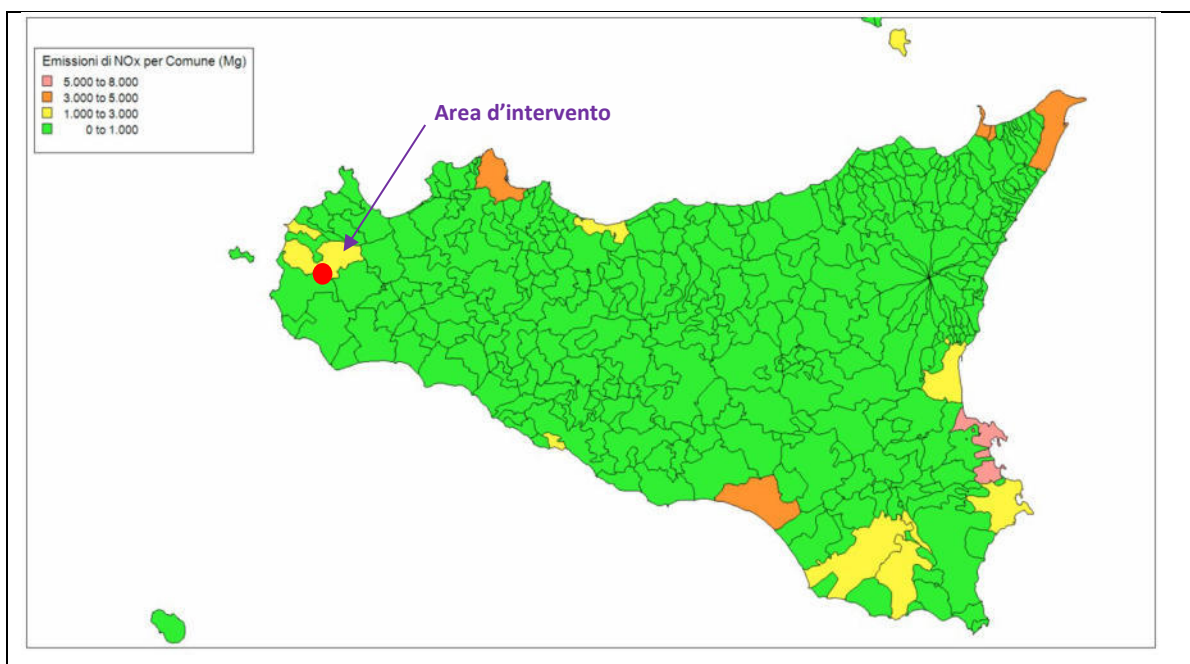 Emissioni di NOx per Comune (Mg)
5.000 to 8.000
3.000 to 5.000
1.000 to 3.000
0 to 1.000
Area d’intervento